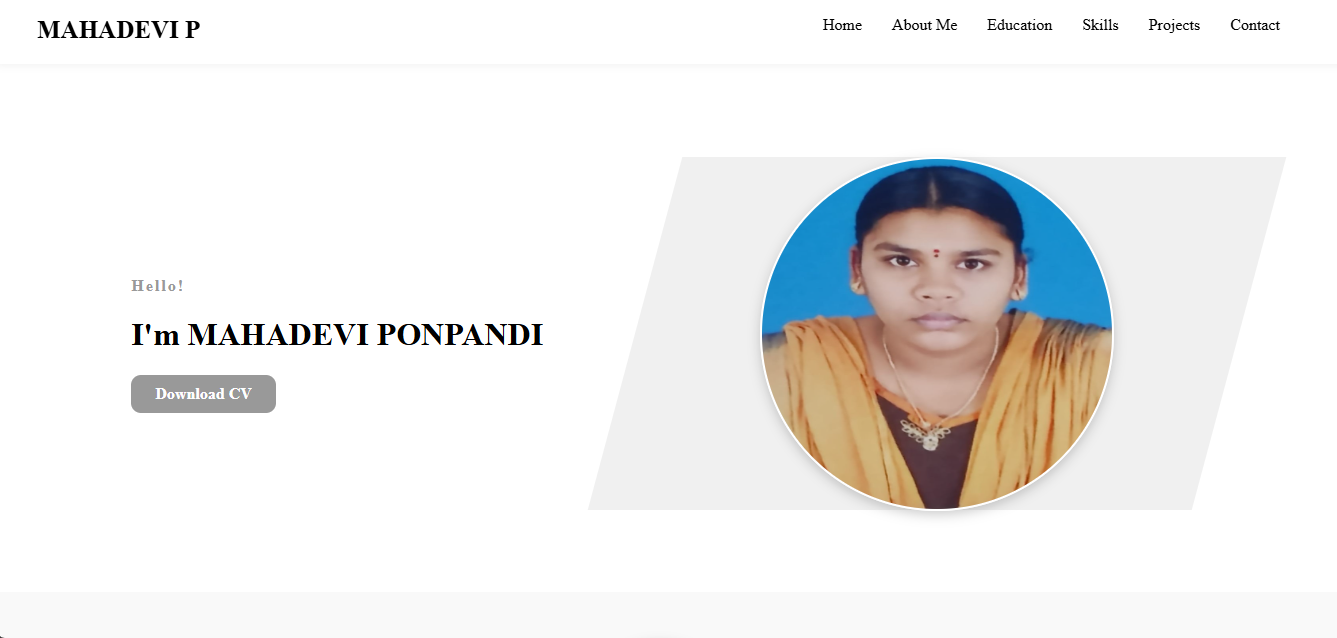 MAHADEVI P
Home About Me Education Skills Projects Contact
Hello!
I'm MAHADEVI PONPANDI
Download CV